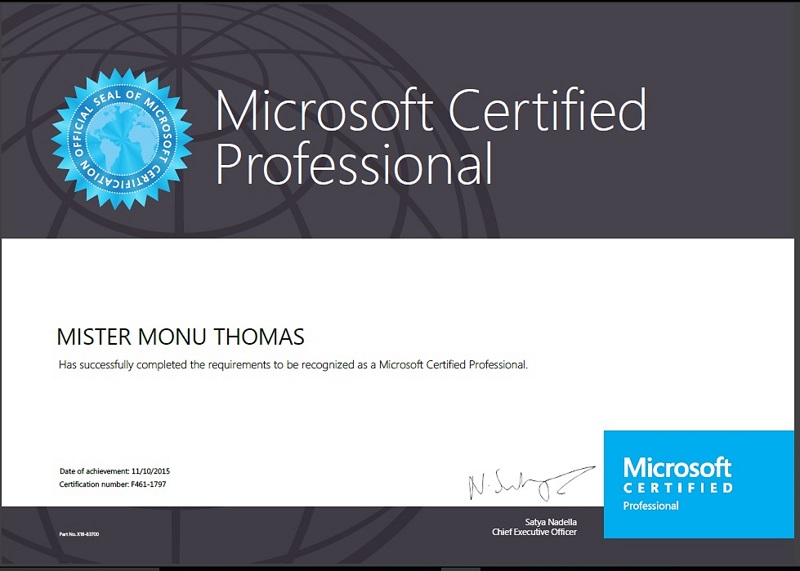 OFFICIAL SEAL OF MICROSOFT CERTIFICATION
Microsoft Certified
Professional
MISTER MONU THOMAS
Has successfully completed the requirements to be recognized as a Microsoft Certified Professional.
Date of achievement: 11/10/2015
Certification number: F461-1797
Part No. X18-83700
Satya Nadella
Chief Executive Officer
Microsoft
CERTIFIED
Professional